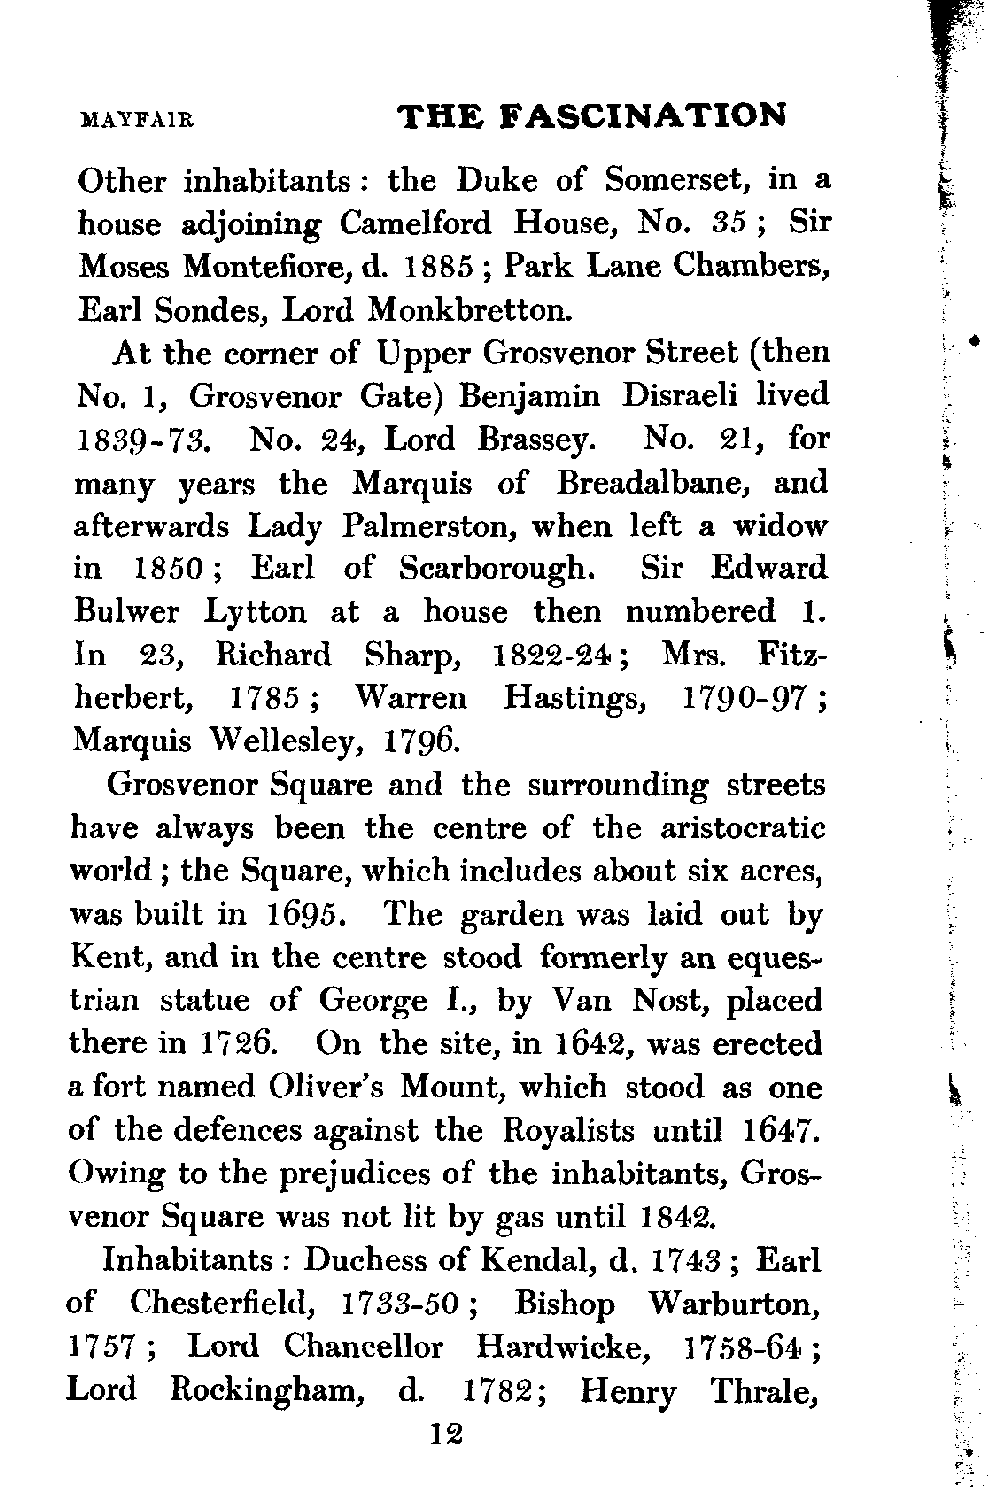 MAYFAIR THE FASCINATION
Other inhabitants : the Duke of Somerset, in a
house adjoining Camelford House, No. 35 ; Sir
Moses Montefiore, d. 1885 ; Park Lane Chambers,
Earl Sondes, Lord Monkbretton.
At the corner of Upper Grosvenor Street (then
No. 1, Grosvenor Gate) Benjamin Disraeli lived
1839-73. No. 24, Lord Brassey. No. 21, for
many years the Marquis of Breadalbane, and
afterwards Lady Palmerston, when left a widow
in 1850 ; Earl of Scarborough. Sir Edward
Bulwer Lytton at a house then numbered 1.
In 23, Richard Sharp, 1822-24 ; Mrs. Fitz-
herbert, 1785 ; Warren Hastings, 1790-97 ;
Marquis Wellesley, 1796.
Grosvenor Square and the surrounding streets
have always been the centre of the aristocratic
world ; the Square, which includes about six acres,
was built in 1695. The garden was laid out by
Kent, and in the centre stood formerly an eques-
trian statue of George I., by Van Nost, placed
there in 1726. On the site, in 1642, was erected
a fort named Oliver's Mount, which stood as one
of the defences against the Royalists until 1647.
Owing to the prejudices of the inhabitants, Gros-
venor Square was not lit by gas until 1842.
Inhabitants : Duchess of Kendal, d. 1743 ; Earl
of Chesterfield, 1733-50 ; Bishop Warburton,
1757 ; Lord Chancellor Hardwicke, 1758-64 ;
Lord Rockingham, d. 1782; Henry Thrale,
12